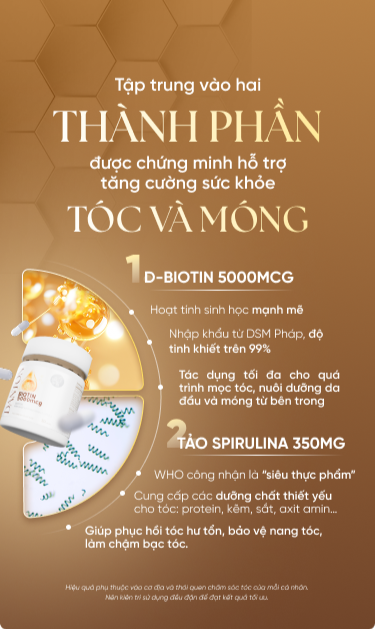 Tập trung vào hai
THÀNH PHẦN
được chứng minh hỗ trợ
tăng cường sức khỏe
TÓC VÀ MÓNG
1 Đ-BIOTIN 5000MCG
Hoạt tính sinh học mạnh mẽ
Nhập khẩu từ DSM Pháp, độ
tinh khiết trên 99%
Tác dụng tối đa cho quá
trình mọc tóc, nuôi dưỡng da
đầu và móng từ bên trong
BIOTIN
5000mcg
2 TẢO SPIRULINA 350MG
WHO công nhận là “siêu thực phẩm”
Cung cấp các dưỡng chất thiết yếu
cho tóc: protein, kẽm, sắt, axit amin...
Giúp phục hồi tóc hư tổn, bảo vệ nang tóc,
làm chậm bạc tóc.
Hiệu quả phụ thuộc vào cơ địa và thói quen chăm sóc tóc của mỗi cá nhân.
Nên kiên trì sử dụng đều đặn để đạt kết quả tối ưu.